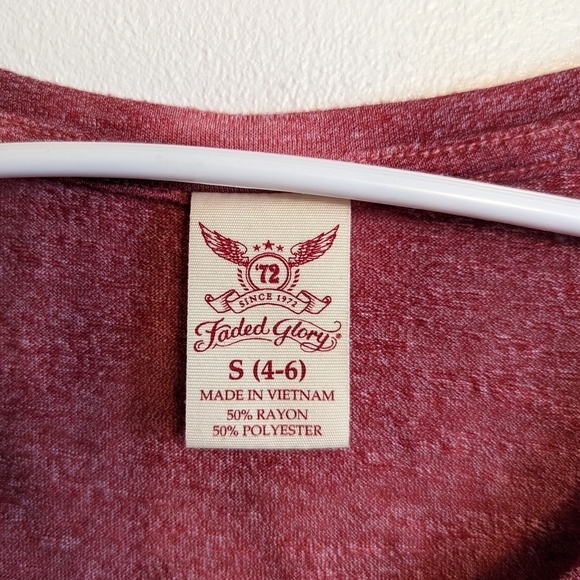 '72
SINCE 1972
Faded Glory®
S (4-6)
MADE IN VIETNAM
50% RAYON
50% POLYESTER